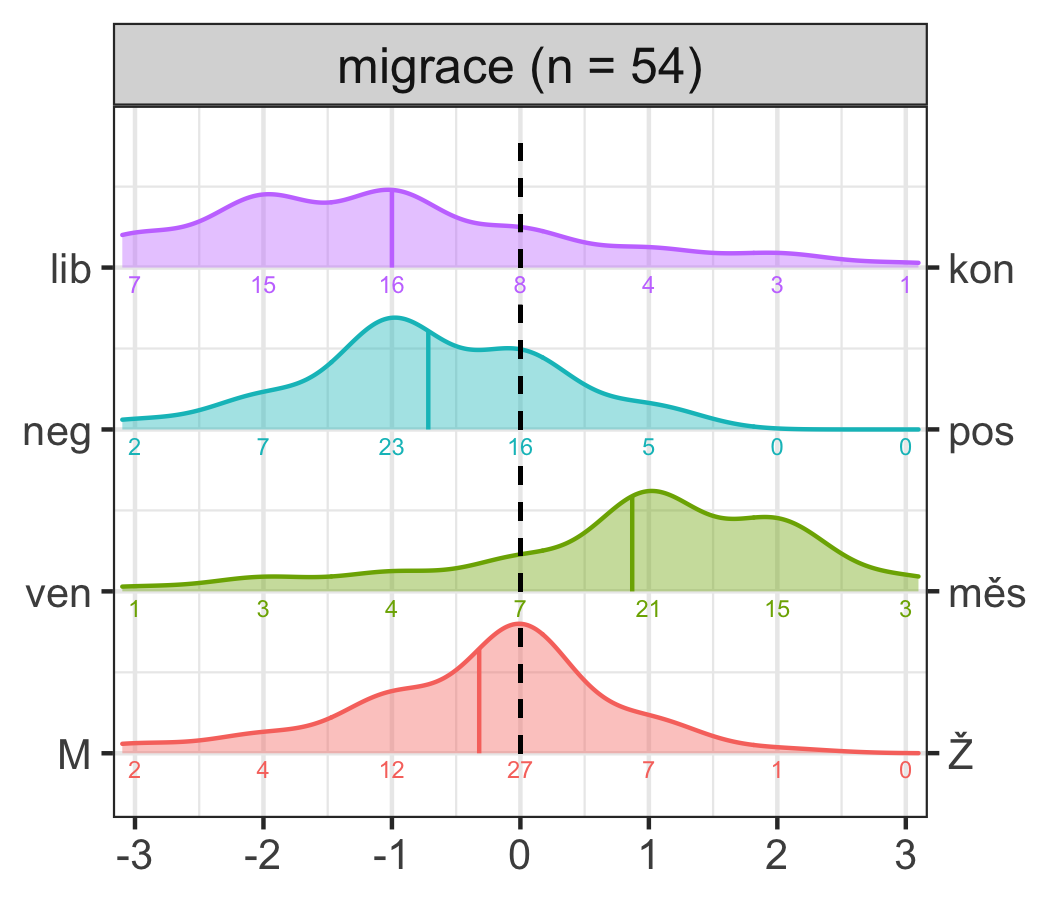 migrace (n = 54)
lib kon
7 15 16 8 4 3 1
neg pos
2 7 23 16 5 0 0
ven měs
1 3 4 7 21 15 3
M Ž
2 4 12 27 7 1 0
-3 -2 -1 0 1 2 3